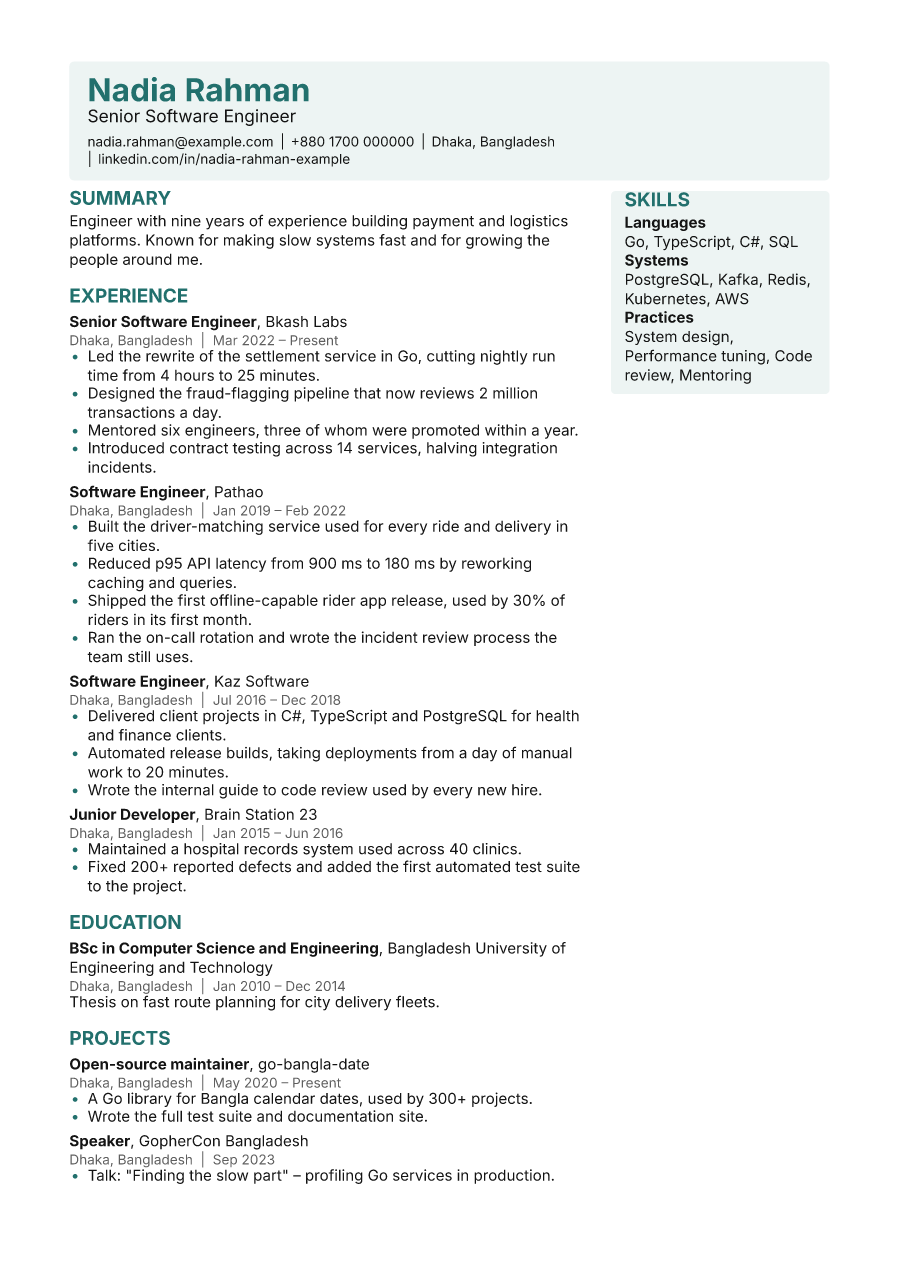 Nadia Rahman
Senior Software Engineer
nadia.rahman@example.com | +880 1700 000000 | Dhaka, Bangladesh
| linkedin.com/in/nadia-rahman-example
SUMMARY
Engineer with nine years of experience building payment and logistics
platforms. Known for making slow systems fast and for growing the
people around me.
EXPERIENCE
Senior Software Engineer, Bkash Labs
Dhaka, Bangladesh | Mar 2022 – Present
• Led the rewrite of the settlement service in Go, cutting nightly run
time from 4 hours to 25 minutes.
• Designed the fraud-flagging pipeline that now reviews 2 million
transactions a day.
• Mentored six engineers, three of whom were promoted within a year.
• Introduced contract testing across 14 services, halving integration
incidents.
Software Engineer, Pathao
Dhaka, Bangladesh | Jan 2019 – Feb 2022
• Built the driver-matching service used for every ride and delivery in
five cities.
• Reduced p95 API latency from 900 ms to 180 ms by reworking
caching and queries.
• Shipped the first offline-capable rider app release, used by 30% of
riders in its first month.
• Ran the on-call rotation and wrote the incident review process the
team still uses.
Software Engineer, Kaz Software
Dhaka, Bangladesh | Jul 2016 – Dec 2018
• Delivered client projects in C#, TypeScript and PostgreSQL for health
and finance clients.
• Automated release builds, taking deployments from a day of manual
work to 20 minutes.
• Wrote the internal guide to code review used by every new hire.
Junior Developer, Brain Station 23
Dhaka, Bangladesh | Jan 2015 – Jun 2016
• Maintained a hospital records system used across 40 clinics.
• Fixed 200+ reported defects and added the first automated test suite
to the project.
EDUCATION
BSc in Computer Science and Engineering, Bangladesh University of
Engineering and Technology
Dhaka, Bangladesh | Jan 2010 – Dec 2014
Thesis on fast route planning for city delivery fleets.
PROJECTS
Open-source maintainer, go-bangla-date
Dhaka, Bangladesh | May 2020 – Present
• A Go library for Bangla calendar dates, used by 300+ projects.
• Wrote the full test suite and documentation site.
Speaker, GopherCon Bangladesh
Dhaka, Bangladesh | Sep 2023
• Talk: "Finding the slow part" – profiling Go services in production.
SKILLS
Languages
Go, TypeScript, C#, SQL
Systems
PostgreSQL, Kafka, Redis,
Kubernetes, AWS
Practices
System design,
Performance tuning, Code
review, Mentoring